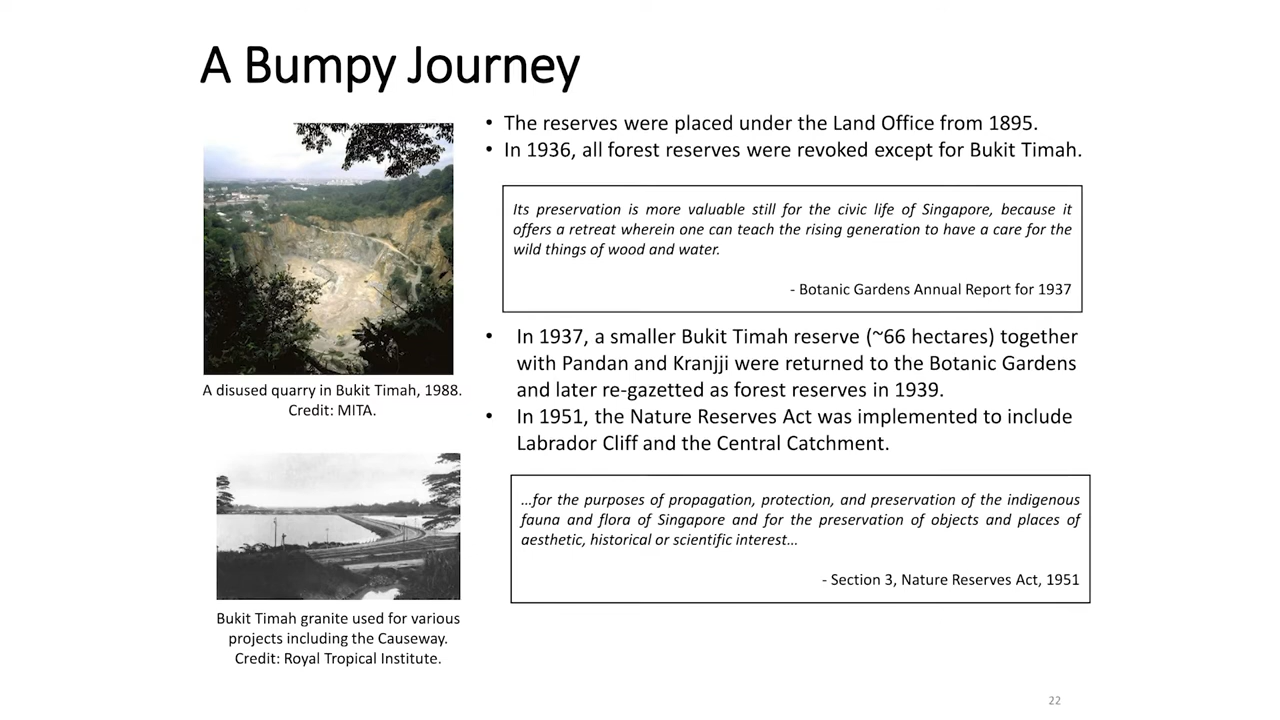 A Bumpy Journey
• The reserves were placed under the Land Office from 1895.
• In 1936, all forest reserves were revoked except for Bukit Timah.
Its preservation is more valuable still for the civic life of Singapore, because it
offers a retreat wherein one can teach the rising generation to have a care for the
wild things of wood and water.
- Botanic Gardens Annual Report for 1937
• In 1937, a smaller Bukit Timah reserve (~66 hectares) together
with Pandan and Kranjji were returned to the Botanic Gardens
and later re-gazetted as forest reserves in 1939.
• In 1951, the Nature Reserves Act was implemented to include
Labrador Cliff and the Central Catchment.
…for the purposes of propagation, protection, and preservation of the indigenous
fauna and flora of Singapore and for the preservation of objects and places of
aesthetic, historical or scientific interest…
- Section 3, Nature Reserves Act, 1951
A disused quarry in Bukit Timah, 1988.
Credit: MITA.
Bukit Timah granite used for various
projects including the Causeway.
Credit: Royal Tropical Institute.
22